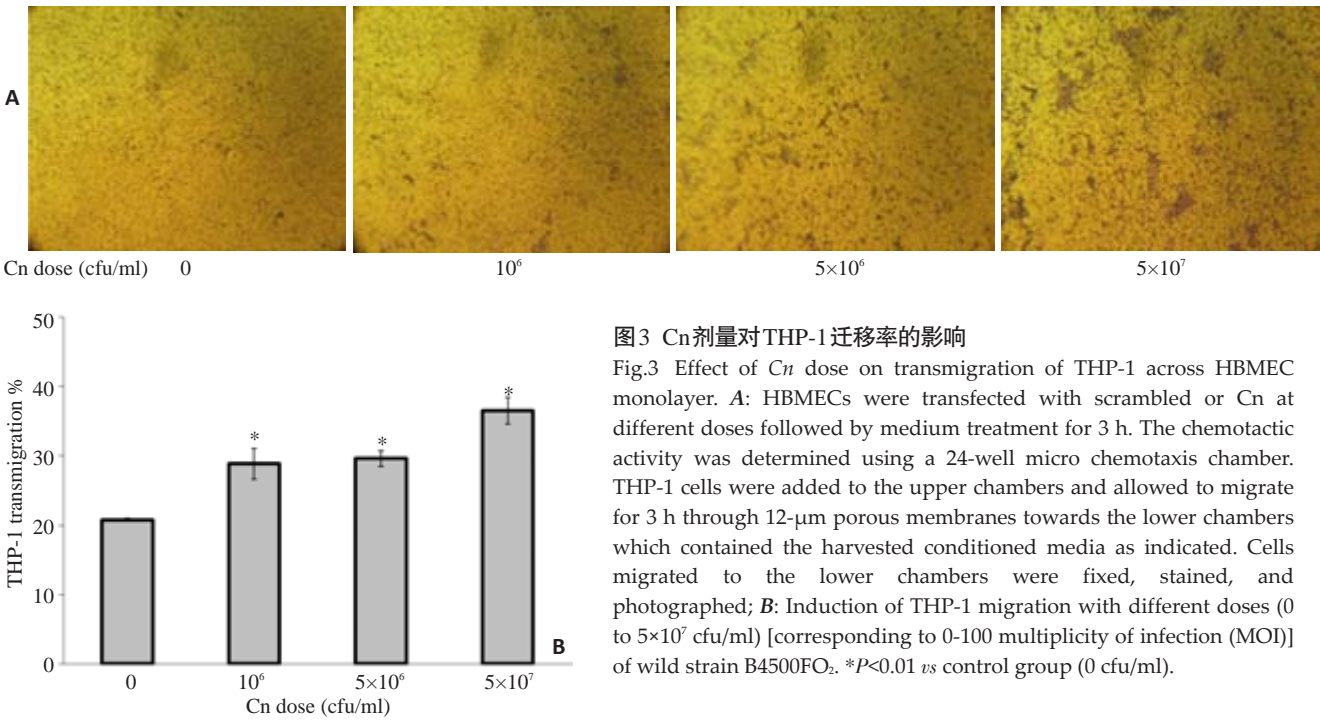 A
Cn dose (cfu/ml) 0 10⁶ 5×10⁶ 5×10⁷
50
40
30
20
10
0
THP-1 transmigration %
*
*
*
B
0 10⁶ 5×10⁶ 5×10⁷
Cn dose (cfu/ml)
图3 Cn剂量对THP-1迁移率的影响
Fig.3 Effect of Cn dose on transmigration of THP-1 across HBMEC
monolayer. A: HBMECs were transfected with scrambled or Cn at
different doses followed by medium treatment for 3 h. The chemotactic
activity was determined using a 24-well micro chemotaxis chamber.
THP-1 cells were added to the upper chambers and allowed to migrate
for 3 h through 12-μm porous membranes towards the lower chambers
which contained the harvested conditioned media as indicated. Cells
migrated to the lower chambers were fixed, stained, and
photographed; B: Induction of THP-1 migration with different doses (0
to 5×10⁷ cfu/ml) [corresponding to 0-100 multiplicity of infection (MOI)]
of wild strain B4500FO₂. *P<0.01 vs control group (0 cfu/ml).